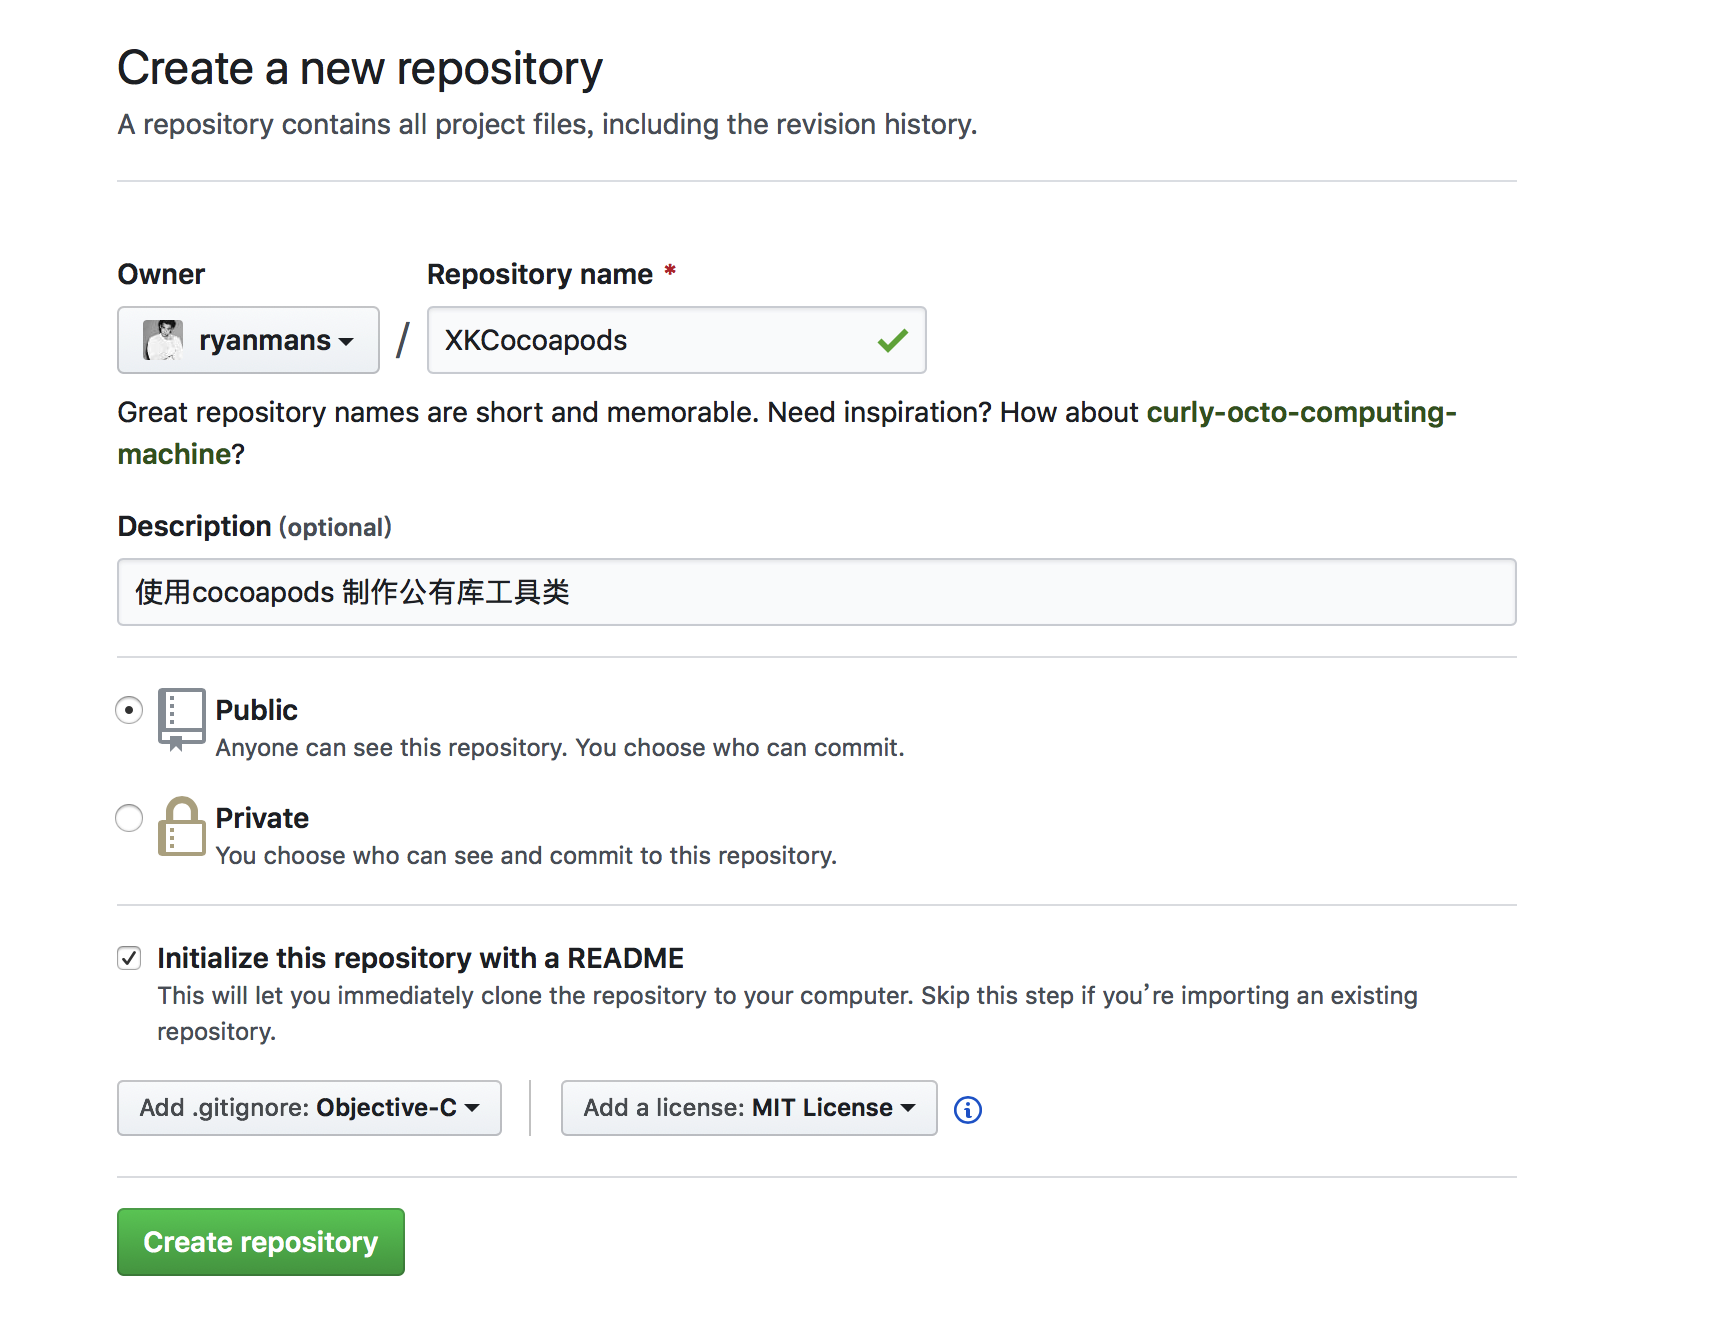 Create a new repository
A repository contains all project files, including the revision history.
Owner
Repository name *
ryanmans / XKCocoapods
Great repository names are short and memorable. Need inspiration? How about curly-octo-computing-
machine?
Description (optional)
使用cocoapods 制作公有库工具类
Public
Anyone can see this repository. You choose who can commit.
Private
You choose who can see and commit to this repository.
Initialize this repository with a README
This will let you immediately clone the repository to your computer. Skip this step if you’re importing an existing
repository.
Add .gitignore: Objective-C
Add a license: MIT License
Create repository